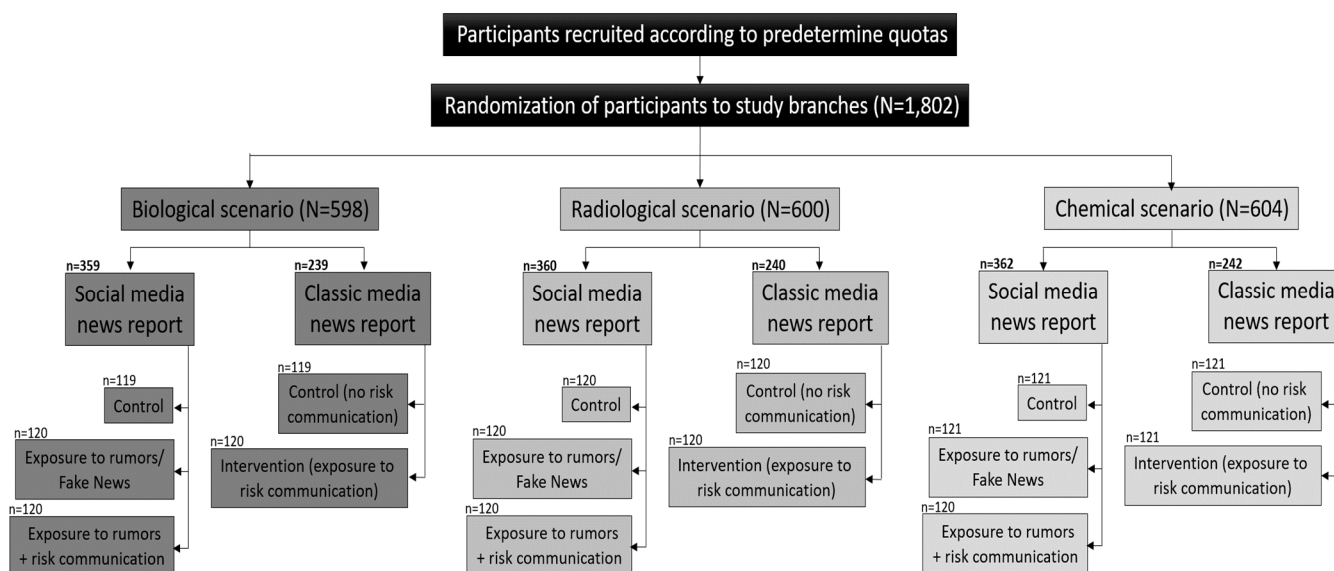 Participants recruited according to predetermine quotas
Randomization of participants to study branches (N=1,802)
Biological scenario (N=598)
n=359
Social media
news report
n=119
Control
n=120
Exposure to rumors/
Fake News
n=120
Exposure to rumors
+ risk communication
n=239
Classic media
news report
n=119
Control (no risk
communication)
n=120
Intervention (exposure to
risk communication)
Radiological scenario (N=600)
n=360
Social media
news report
n=120
Control
n=120
Exposure to rumors/
Fake News
n=120
Exposure to rumors
+ risk communication
n=240
Classic media
news report
n=120
Control (no risk
communication)
n=120
Intervention (exposure to
risk communication)
Chemical scenario (N=604)
n=362
Social media
news report
n=121
Control
n=121
Exposure to rumors/
Fake News
n=120
Exposure to rumors
+ risk communication
n=242
Classic media
news report
n=121
Control (no risk
communication)
n=121
Intervention (exposure to
risk communication)